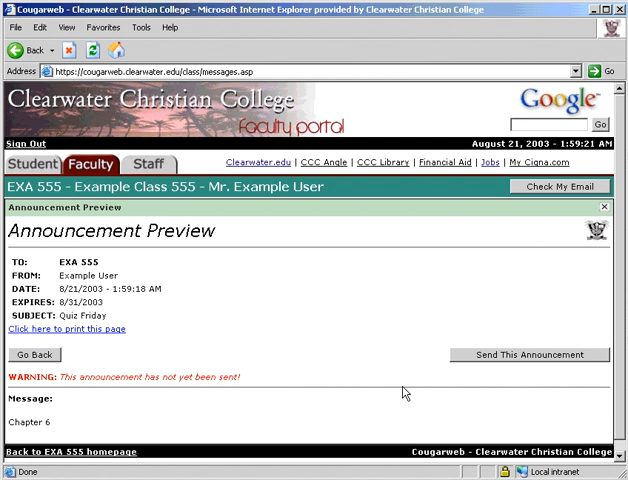 Cougarweb - Clearwater Christian College - Microsoft Internet Explorer provided by Clearwater Christian College
File Edit View Favorites Tools Help
Back
Address https://cougarweb.clearwater.edu/class/messages.asp Go
Clearwater Christian College Google™
faculty portal Go
Sign Out August 21, 2003 - 1:59:21 AM
Student Faculty Staff Clearwater.edu | CCC Angle | CCC Library | Financial Aid | Jobs | My Cigna.com
EXA 555 - Example Class 555 - Mr. Example User Check My Email
Announcement Preview
Announcement Preview
TO: EXA 555
FROM: Example User
DATE: 8/21/2003 - 1:59:18 AM
EXPIRES: 8/31/2003
SUBJECT: Quiz Friday
Click here to print this page
Go Back Send This Announcement
WARNING: This announcement has not yet been sent!
Message:
Chapter 6
Back to EXA 555 homepage Cougarweb - Clearwater Christian College
Done Local intranet